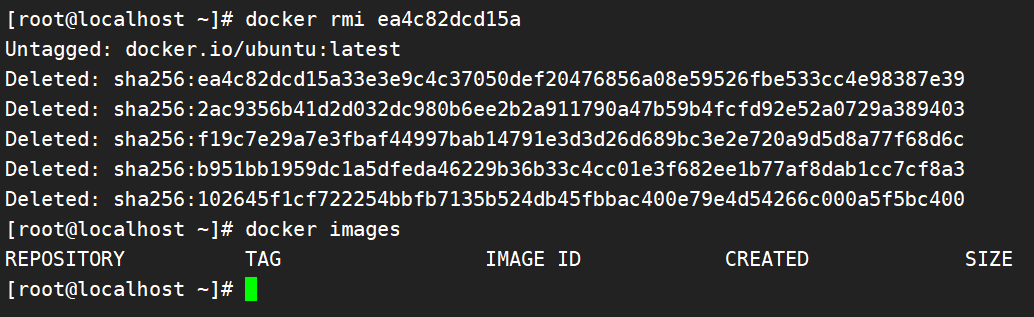 [root@localhost ~]# docker rmi ea4c82dcd15a
Untagged: docker.io/ubuntu:latest
Deleted: sha256:ea4c82dcd15a33e3e9c4c37050def20476856a08e59526fbe533cc4e98387e39
Deleted: sha256:2ac9356b41d2d032dc980b6ee2b2a911790a47b59b4fcfd92e52a0729a389403
Deleted: sha256:f19c7e29a7e3fbaf44997bab14791e3d3d26d689bc3e2e720a9d5d8a77f68d6c
Deleted: sha256:b951bb1959dc1a5dfeda46229b36b33c4cc01e3f682ee1b77af8dab1cc7cf8a3
Deleted: sha256:102645f1cf722254bbfb7135b524db45fbbac400e79e4d54266c000a5f5bc400
[root@localhost ~]# docker images
REPOSITORY          TAG                 IMAGE ID            CREATED             SIZE
[root@localhost ~]#